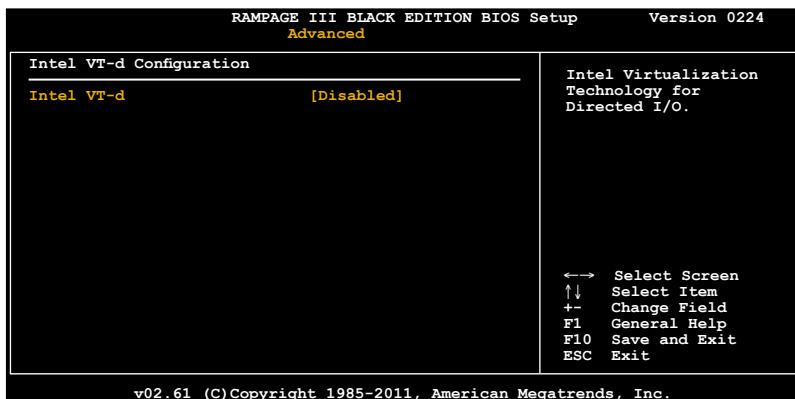 RAMPAGE III BLACK EDITION BIOS Setup Version 0224
Advanced
Intel VT-d Configuration
Intel VT-d [Disabled]
Intel Virtualization
Technology for
Directed I/O.
←→ Select Screen
↑↓ Select Item
+- Change Field
F1 General Help
F10 Save and Exit
ESC Exit
v02.61 (C)Copyright 1985-2011, American Megatrends, Inc.